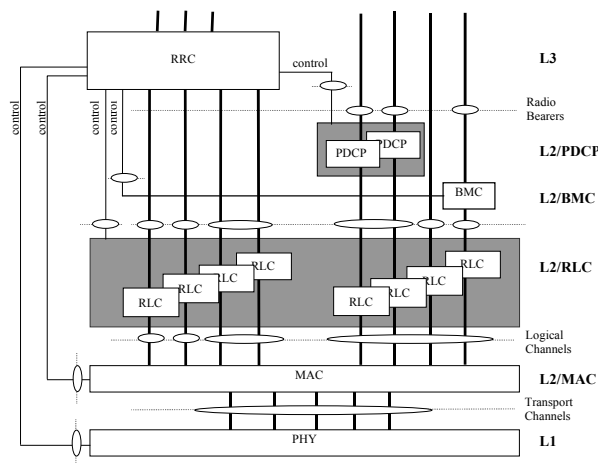 RRC
control
L3
control
control
control
control
Radio
Bearers
PDCP
PDCP
L2/PDCP
BMC
L2/BMC
RLC
RLC
RLC
RLC
RLC
RLC
RLC
RLC
L2/RLC
Logical
Channels
MAC
L2/MAC
Transport
Channels
PHY
L1